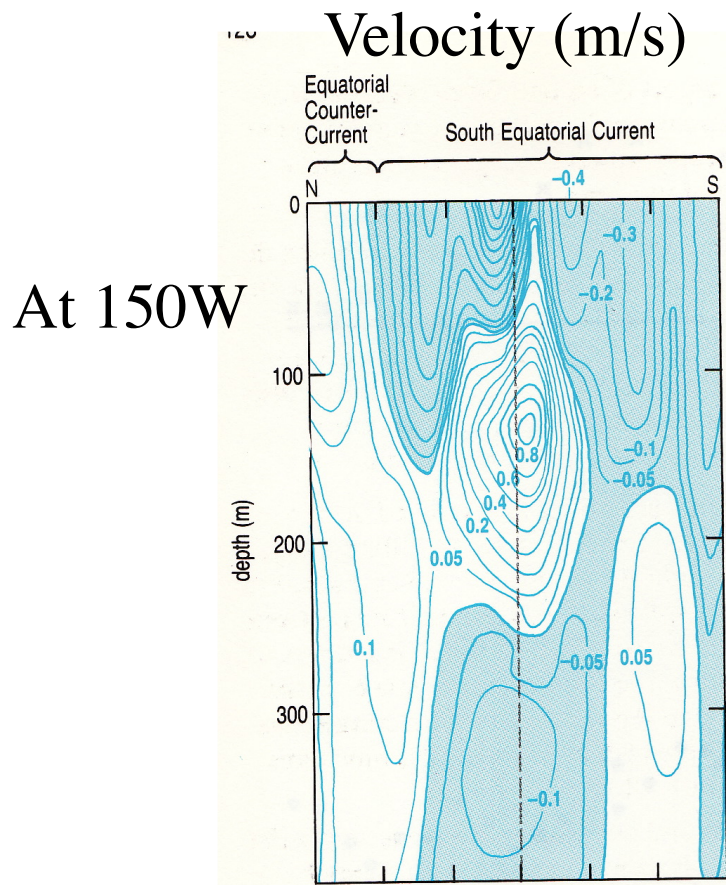 Velocity (m/s)
Equatorial
Counter-
Current
South Equatorial Current
N
S
−0.4
0
−0.3
−0.2
At 150W
100
0.8
−0.1
0.4
−0.05
0.2
depth (m)
200
0.05
0.1
−0.05
0.05
300
−0.1